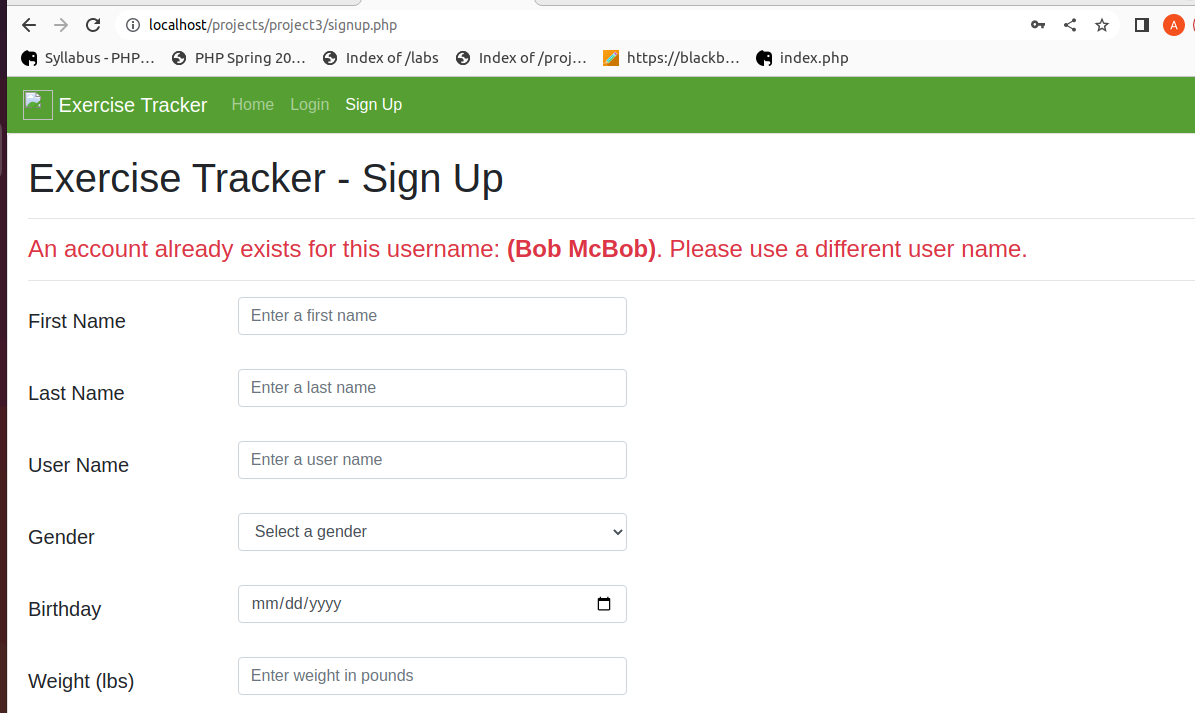 localhost/projects/project3/signup.php
A
Syllabus - PHP... PHP Spring 20... Index of /labs Index of /proj... https://blackb... index.php
Exercise Tracker Home Login Sign Up
Exercise Tracker - Sign Up
An account already exists for this username: (Bob McBob). Please use a different user name.
First Name Enter a first name
Last Name Enter a last name
User Name Enter a user name
Gender Select a gender
Birthday mm/dd/yyyy
Weight (lbs) Enter weight in pounds